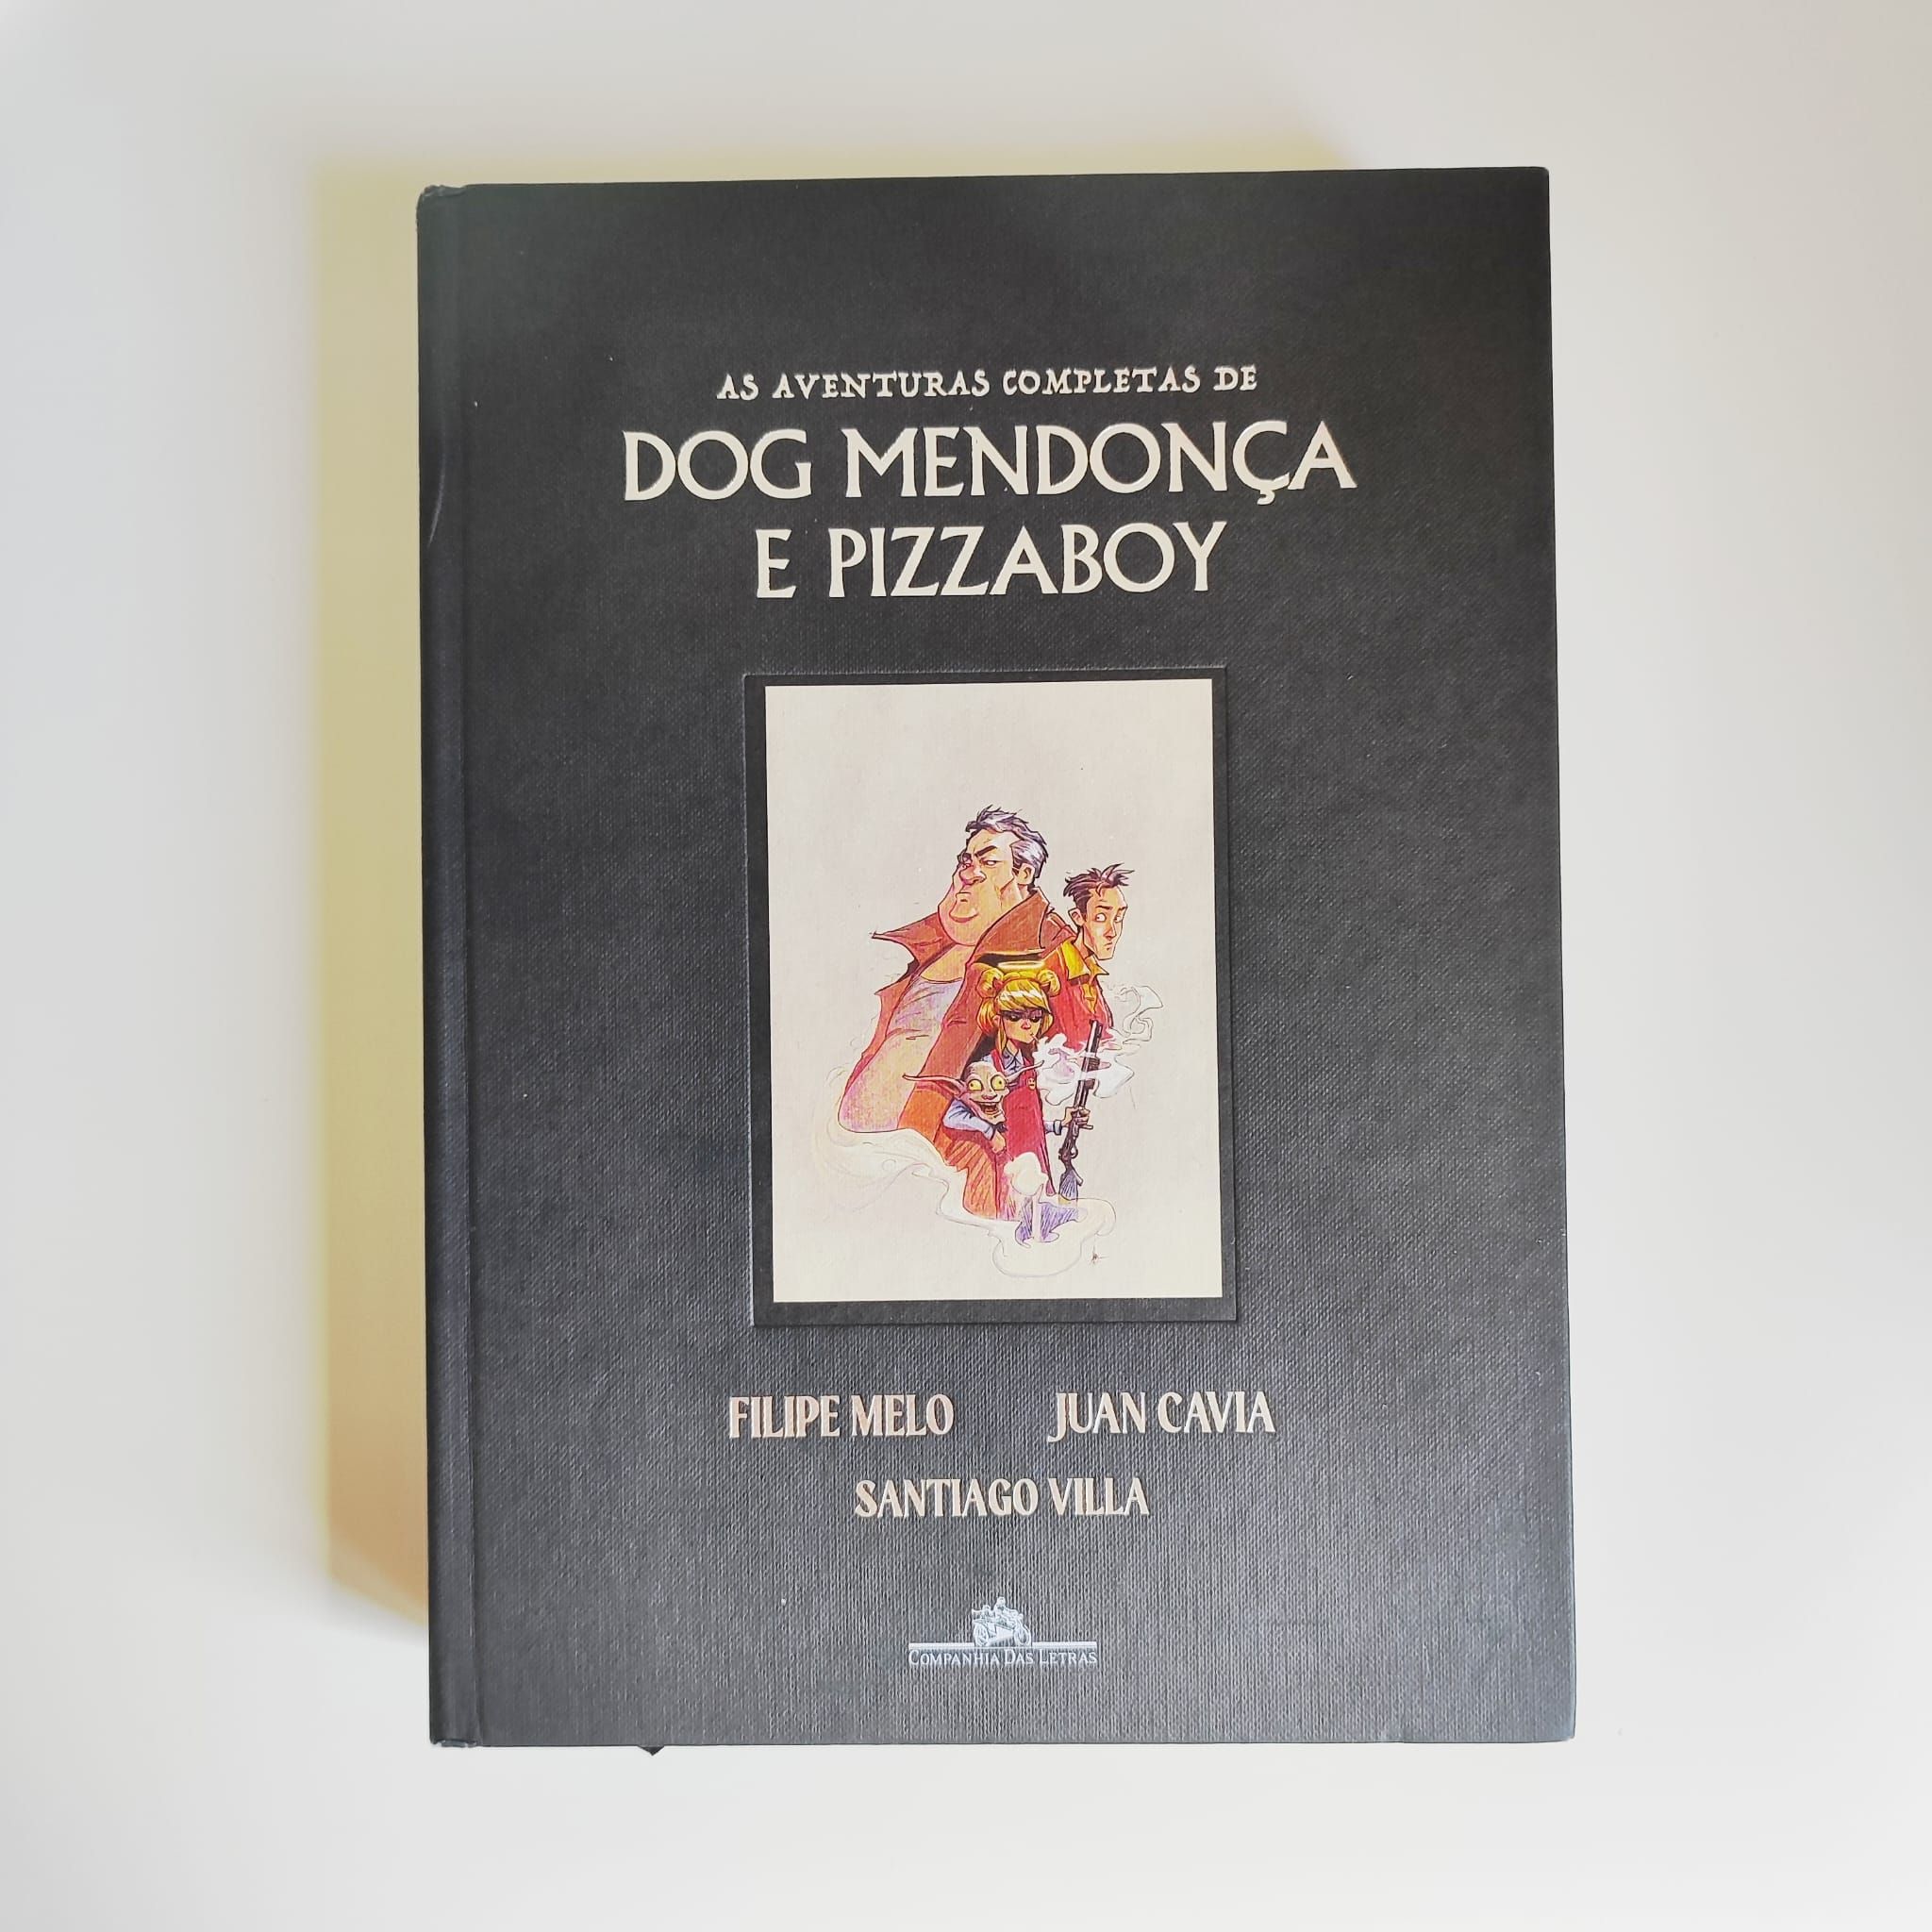 AS AVENTURAS COMPLETAS DE
DOG MENDONÇA
E PIZZABOY
FILIPE MELO JUAN CAVIA
SANTIAGO VILLA
COMPANHIA DAS LETRAS